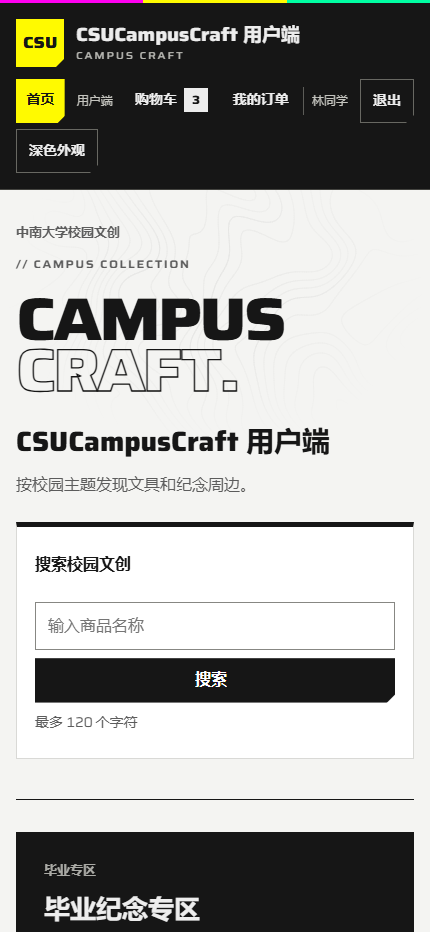 CSU
CSUCampusCraft 用户端
CAMPUS CRAFT
首页 用户端 购物车 3 我的订单 林同学 退出
深色外观
中南大学校园文创
// CAMPUS COLLECTION
CAMPUS
CRAFT.
CSUCampusCraft 用户端
按校园主题发现文具和纪念周边。
搜索校园文创
输入商品名称
搜索
最多 120 个字符
毕业专区
毕业纪念专区